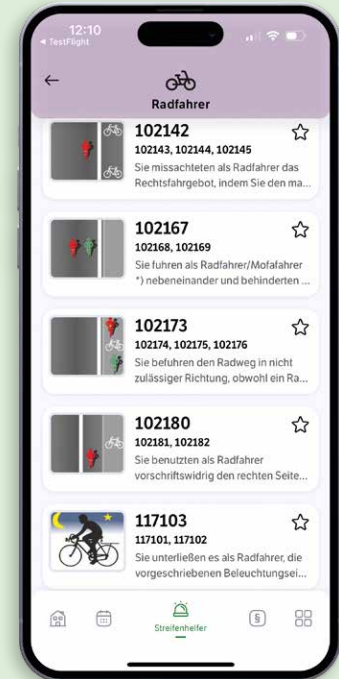 12:10
◄ TestFlight
Radfahrer
102142
102143, 102144, 102145
Sie missachteten als Radfahrer das
Rechtsfahrgebot, indem Sie den ma...
102167
102168, 102169
Sie fuhren als Radfahrer/Mofafahrer
*) nebeneinander und behinderten ...
102173
102174, 102175, 102176
Sie befuhren den Radweg in nicht
zulässiger Richtung, obwohl ein Ra...
102180
102181, 102182
Sie benutzten als Radfahrer
vorschriftswidrig den rechten Seite...
117103
117101, 117102
Sie unterließen es als Radfahrer, die
vorgeschriebenen Beleuchtungsei...
§
Streifenhelfer